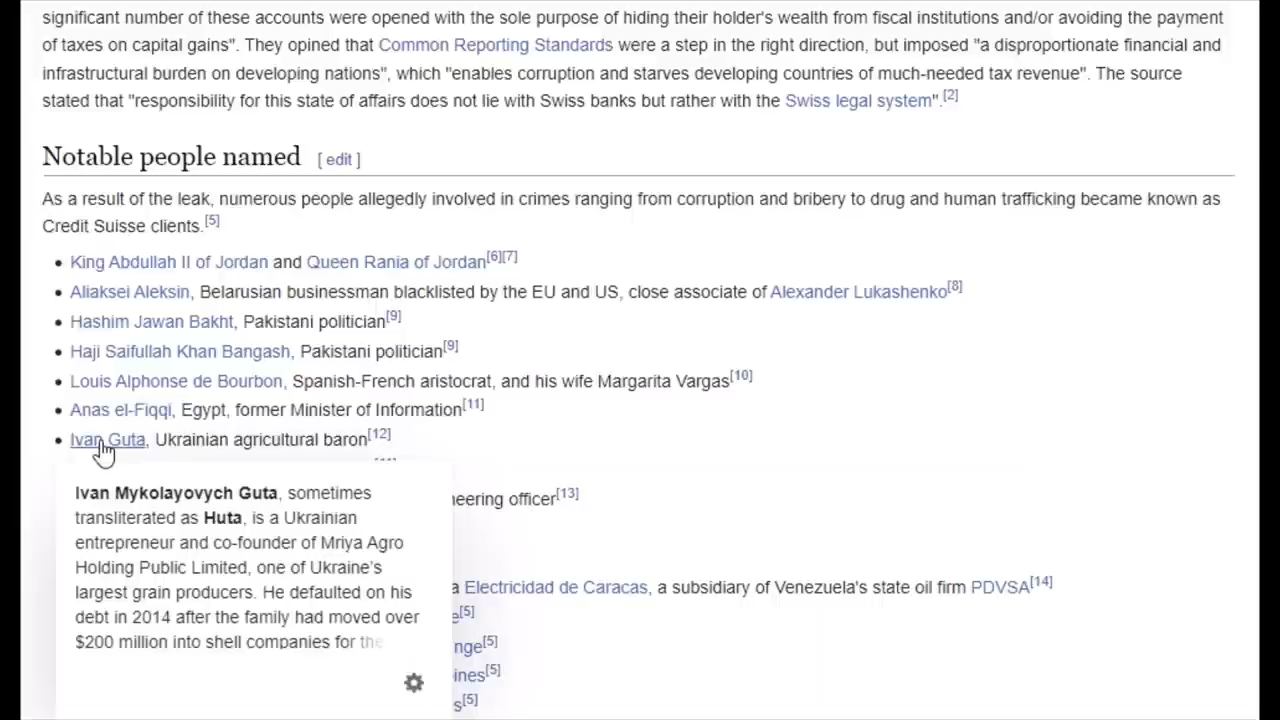 significant number of these accounts were opened with the sole purpose of hiding their holder's wealth from fiscal institutions and/or avoiding the payment
of taxes on capital gains". They opined that Common Reporting Standards were a step in the right direction, but imposed "a disproportionate financial and
infrastructural burden on developing nations", which "enables corruption and starves developing countries of much-needed tax revenue". The source
stated that "responsibility for this state of affairs does not lie with Swiss banks but rather with the Swiss legal system".[2]
Notable people named [ edit ]
As a result of the leak, numerous people allegedly involved in crimes ranging from corruption and bribery to drug and human trafficking became known as
Credit Suisse clients.[5]
• King Abdullah II of Jordan and Queen Rania of Jordan[6][7]
• Aliaksei Aleksin, Belarusian businessman blacklisted by the EU and US, close associate of Alexander Lukashenko[8]
• Hashim Jawan Bakht, Pakistani politician[9]
• Haji Saifullah Khan Bangash, Pakistani politician[9]
• Louis Alphonse de Bourbon, Spanish-French aristocrat, and his wife Margarita Vargas[10]
• Anas el-Fiqqi, Egypt, former Minister of Information[11]
• Ivan Guta, Ukrainian agricultural baron[12]
Ivan Mykolayovych Guta, sometimes
transliterated as Huta, is a Ukrainian
entrepreneur and co-founder of Mriya Agro
Holding Public Limited, one of Ukraine's
largest grain producers. He defaulted on his
debt in 2014 after the family had moved over
$200 million into shell companies for the
neering officer[13]
a Electricidad de Caracas, a subsidiary of Venezuela's state oil firm PDVSA[14]
e[5]
nge[5]
ines[5]
s[5]